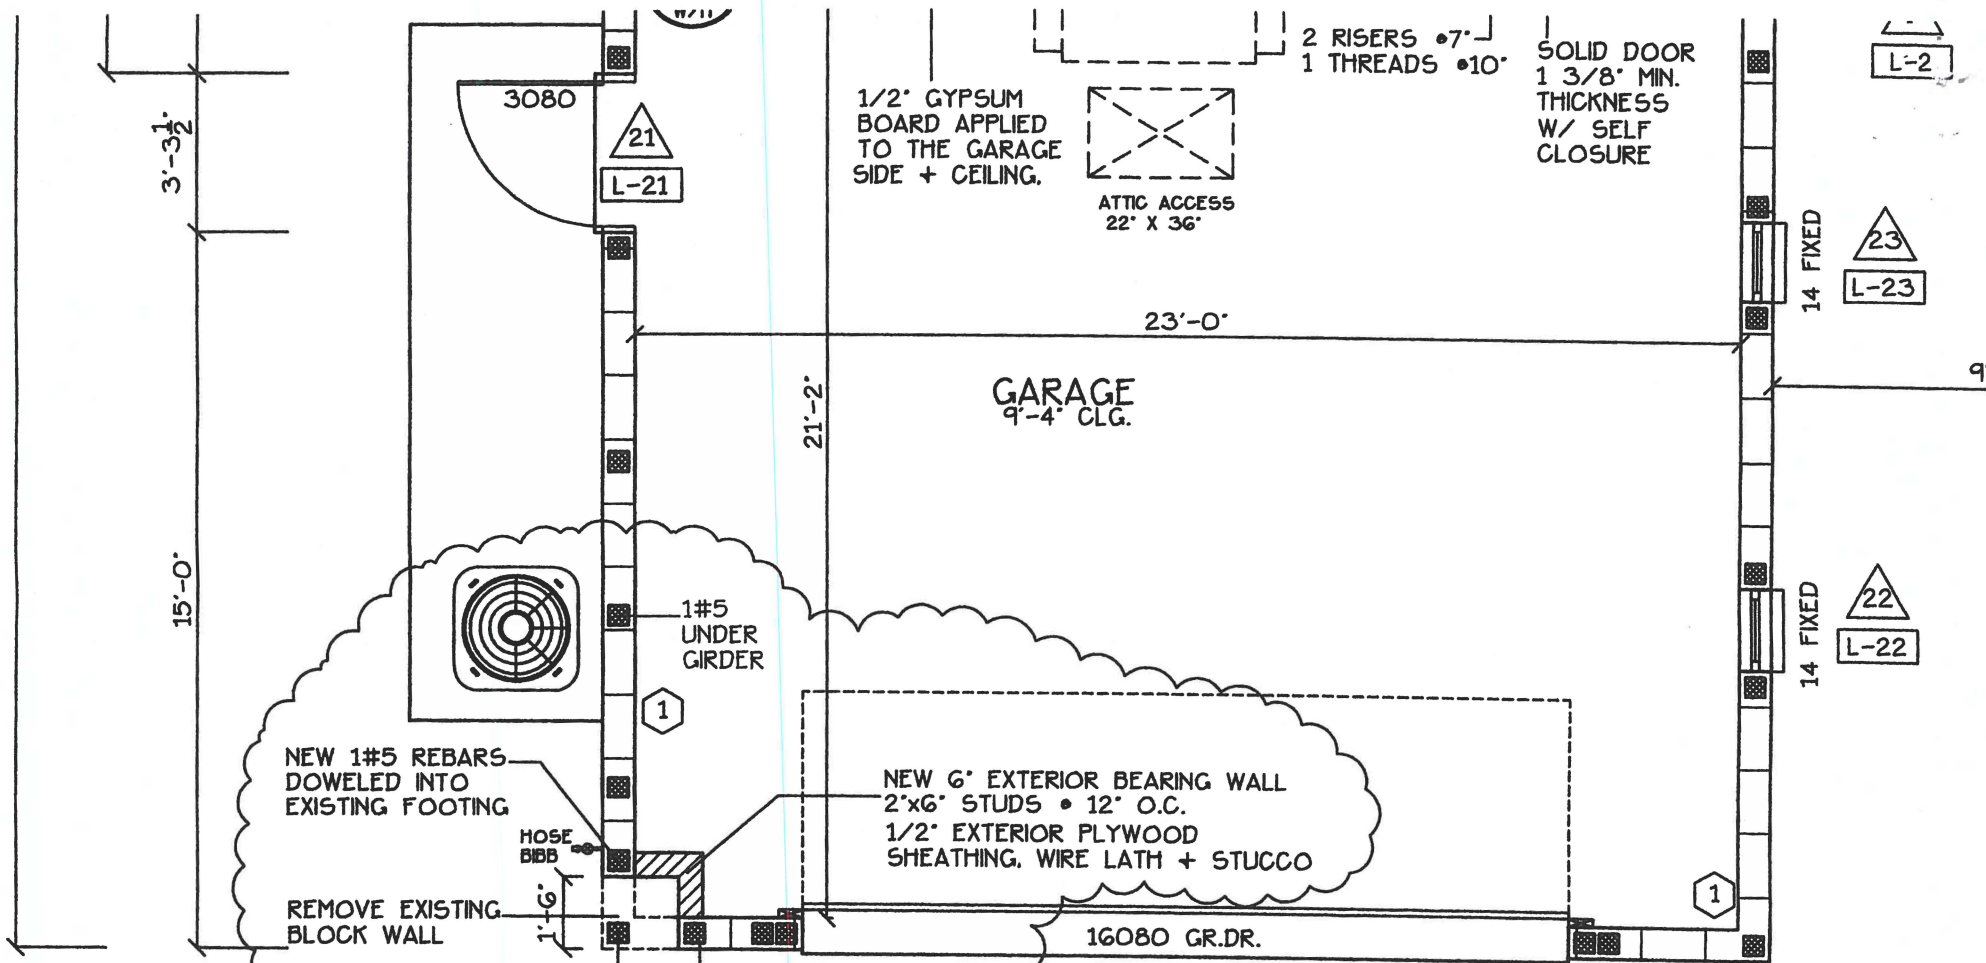 W/H
2 RISERS @7"
1 THREADS @10"
SOLID DOOR
1 3/8" MIN.
THICKNESS
W/ SELF
CLOSURE
L-2
3080
21
L-21
1/2" GYPSUM
BOARD APPLIED
TO THE GARAGE
SIDE + CEILING.
ATTIC ACCESS
22" X 36"
3'-3 1/2"
14 FIXED
23
L-23
23'-0"
9'
GARAGE
9'-4" CLG.
21'-2"
15'-0"
1#5
UNDER
GIRDER
14 FIXED
22
L-22
1
NEW 1#5 REBARS
DOWELED INTO
EXISTING FOOTING
NEW 6" EXTERIOR BEARING WALL
2"x6" STUDS @ 12" O.C.
1/2" EXTERIOR PLYWOOD
SHEATHING, WIRE LATH + STUCCO
HOSE
BIBB
1'-6"
REMOVE EXISTING
BLOCK WALL
16080 GR.DR.
1